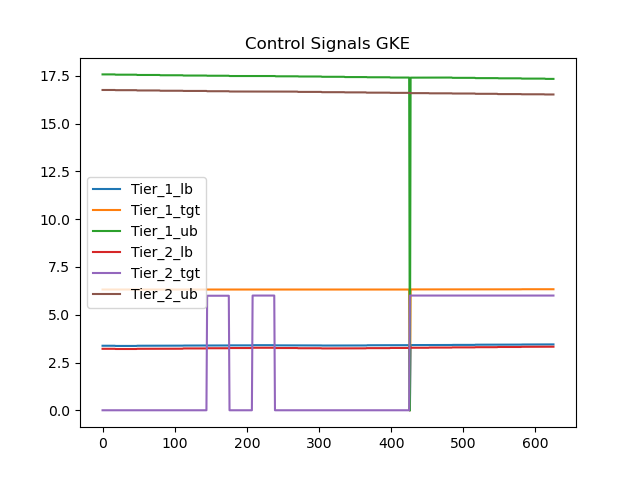 Control Signals GKE
17.5
15.0
12.5
10.0
7.5
5.0
2.5
0.0
Tier_1_lb
Tier_1_tgt
Tier_1_ub
Tier_2_lb
Tier_2_tgt
Tier_2_ub
0 100 200 300 400 500 600